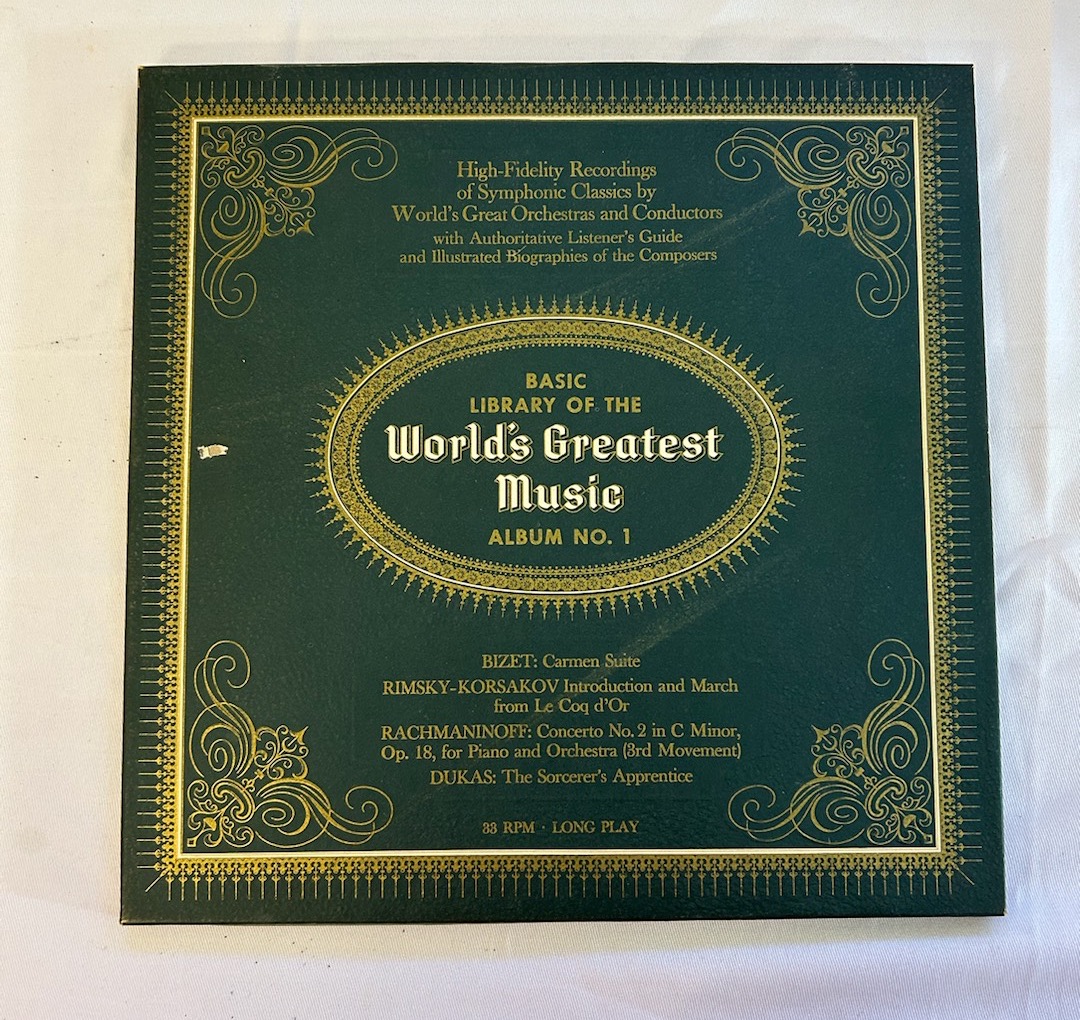 High-Fidelity Recordings
of Symphonic Classics by
World's Great Orchestras and Conductors
with Authoritative Listener's Guide
and Illustrated Biographies of the Composers
BASIC
LIBRARY OF THE
World's Greatest
Music
ALBUM NO. 1
BIZET: Carmen Suite
RIMSKY-KORSAKOV Introduction and March
from Le Coq d'Or
RACHMANINOFF: Concerto No. 2 in C Minor,
Op. 18, for Piano and Orchestra (3rd Movement)
DUKAS: The Sorcerer's Apprentice
33 RPM · LONG PLAY